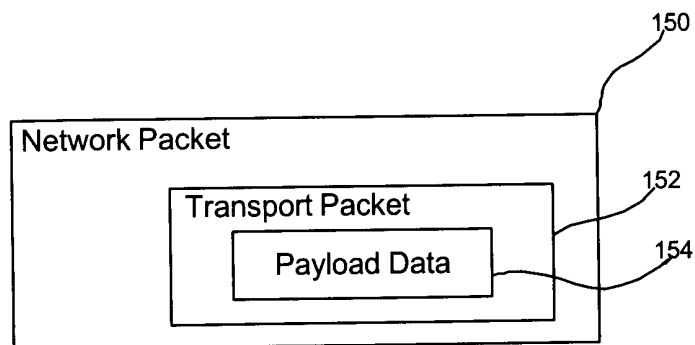 150
Network Packet
152
Transport Packet
Payload Data
154